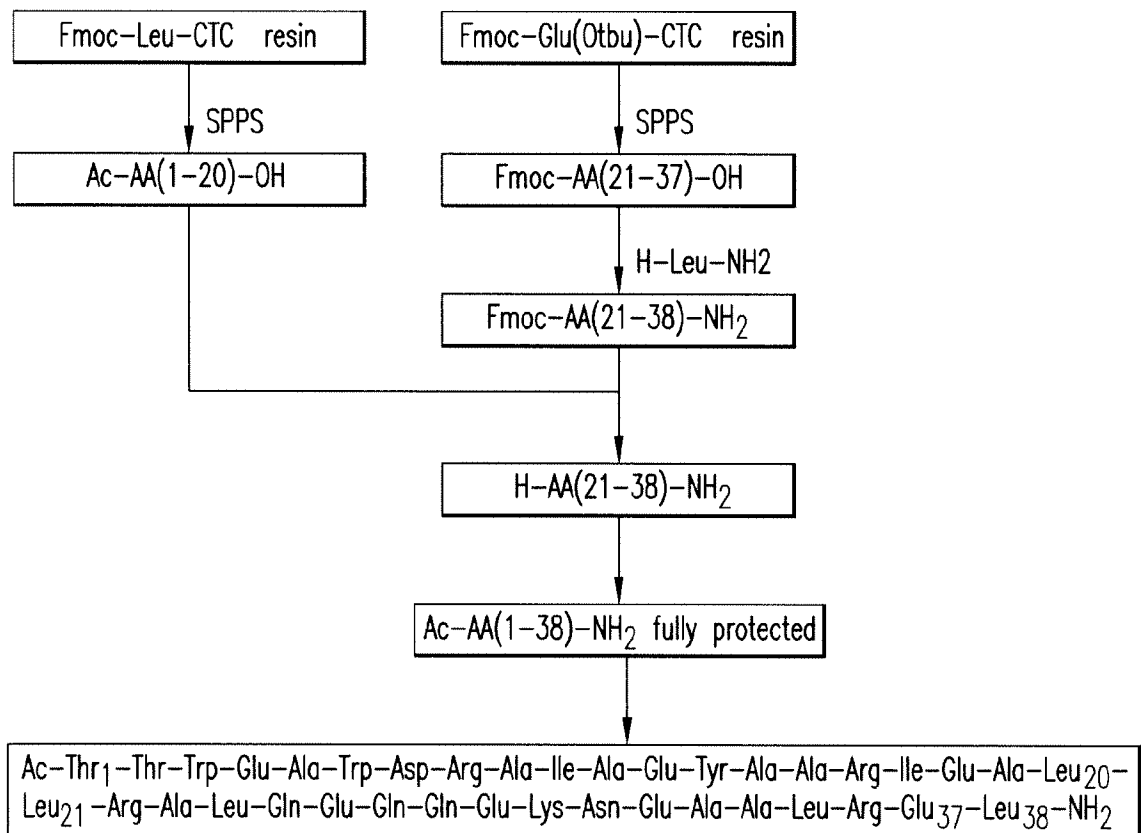 Fmoc-Leu-CTC resin
Fmoc-Glu(Otbu)-CTC resin
SPPS
SPPS
Ac-AA(1-20)-OH
Fmoc-AA(21-37)-OH
H-Leu-NH2
Fmoc-AA(21-38)-NH₂
H-AA(21-38)-NH₂
Ac-AA(1-38)-NH₂ fully protected
Ac-Thr₁-Thr-Trp-Glu-Ala-Trp-Asp-Arg-Ala-Ile-Ala-Glu-Tyr-Ala-Ala-Arg-Ile-Glu-Ala-Leu₂₀-
Leu₂₁-Arg-Ala-Leu-Gln-Glu-Gln-Gln-Glu-Lys-Asn-Glu-Ala-Ala-Leu-Arg-Glu₃₇-Leu₃₈-NH₂